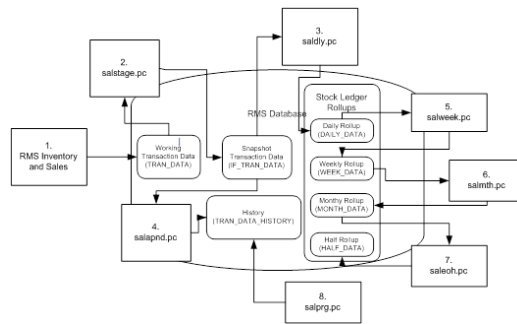 3.
saldly.pc
2.
salstage.pc
Stock Ledger
Rollups
RMS Database
5.
salweek.pc
Daily Rollup
(DAILY_DATA)
1.
RMS Inventory
and Sales
Working
Transaction Data
(TRAN_DATA)
Snapshot
Transaction Data
(IF_TRAN_DATA)
Weekly Rollup
(WEEK_DATA)
6.
salmth.pc
4.
salapnd.pc
History
(TRAN_DATA_HISTORY)
Monthy Rollup
(MONTH_DATA)
Half Rollup
(HALF_DATA)
7.
saleoh.pc
8.
salprg.pc